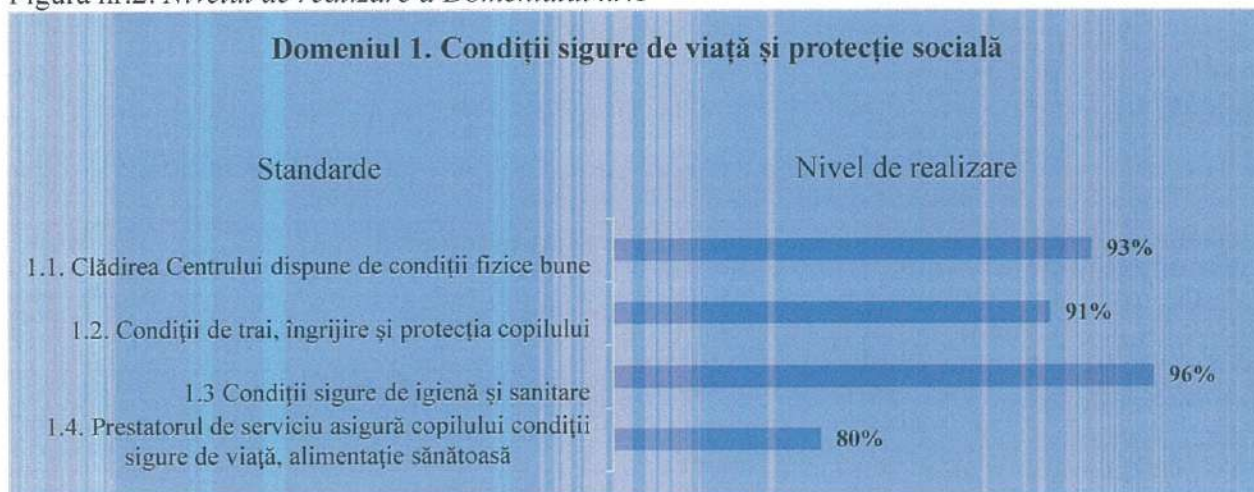 Domeniul 1. Condiții sigure de viață și protecție socială
Standarde
Nivel de realizare
1.1. Clădirea Centrului dispune de condiții fizice bune
93%
1.2. Condiții de trai, îngrijire și protecția copilului
91%
1.3 Condiții sigure de igienă și sanitare
96%
1.4. Prestatorul de serviciu asigură copilului condiții
sigure de viață, alimentație sănătoasă
80%